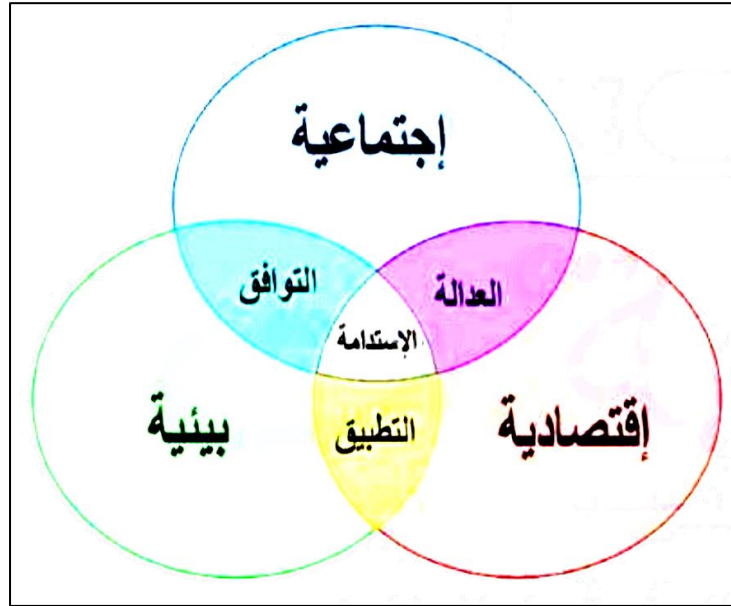 إجتماعية
التوافق
العدالة
الإستدامة
بيئية
التطبيق
إقتصادية